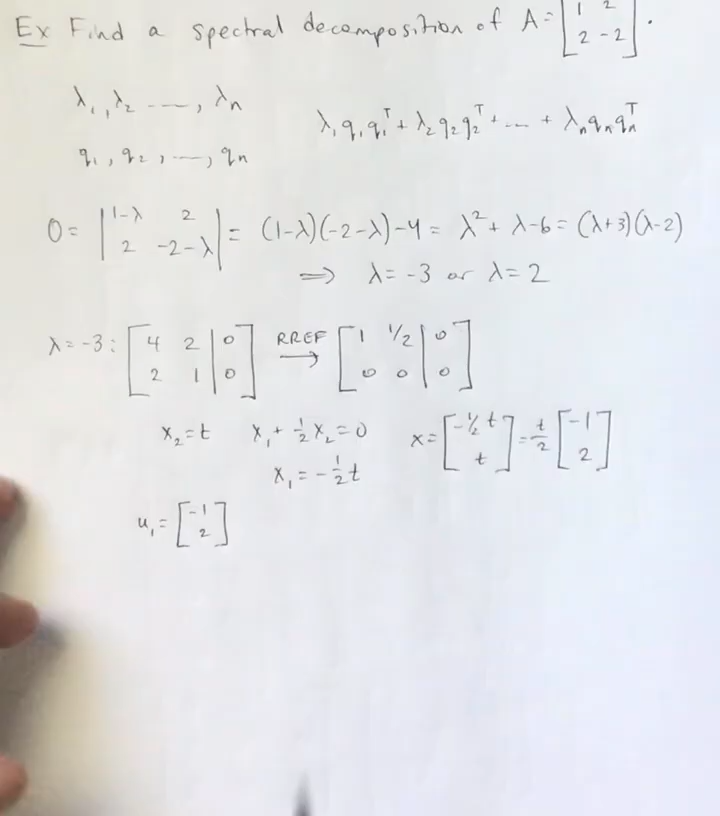 Ex Find a spectral decomposition of A = [1 2; 2 -2].
λ₁, λ₂ ---, λn
λ₁q₁q₁ᵀ + λ₂q₂q₂ᵀ + --- + λnqnqnᵀ
q₁, q₂, ---, qn
0 = |1-λ 2; 2 -2-λ| = (1-λ)(-2-λ)-4 = λ² + λ-6 = (λ+3)(λ-2)
⟹ λ = -3 or λ = 2
λ = -3 : [4 2 | 0; 2 1 | 0] RREF → [1 1/2 | 0; 0 0 | 0]
x₂ = t x₁ + ½x₂ = 0 x = [-½t; t] = t/2 [-1; 2]
x₁ = -½t
u₁ = [-1; 2]